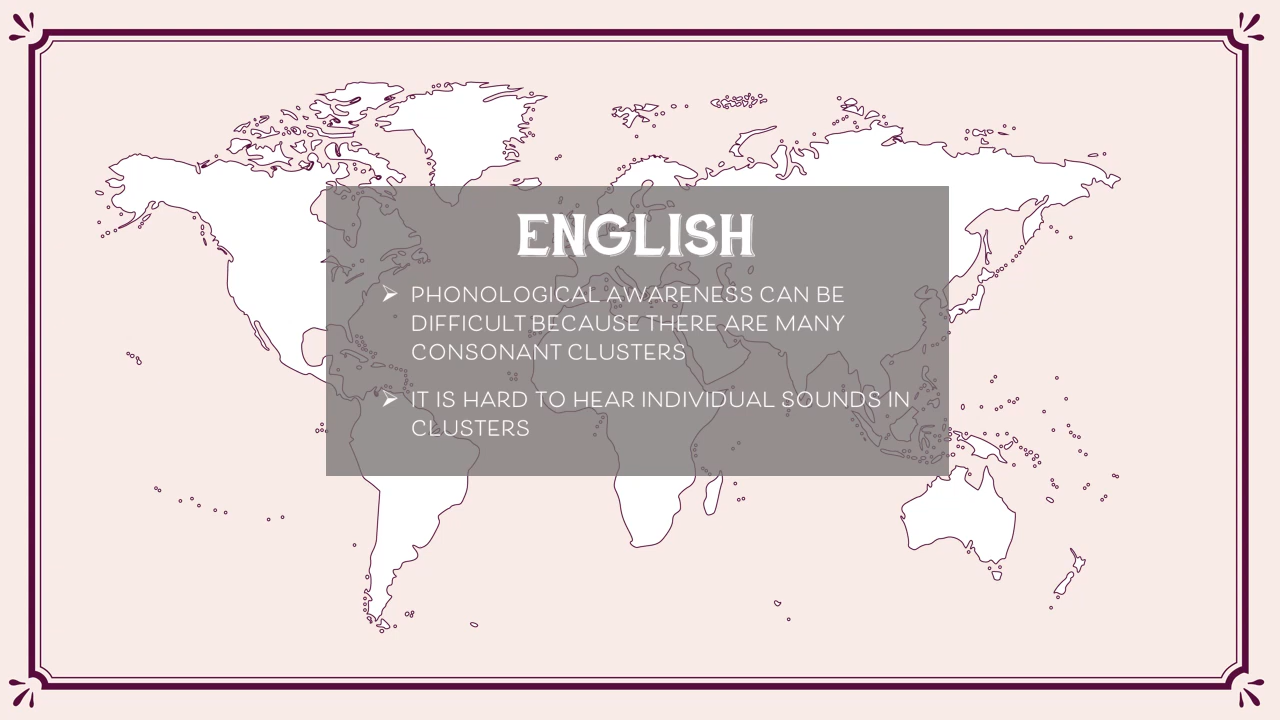 ENGLISH
➢ PHONOLOGICAL AWARENESS CAN BE
DIFFICULT BECAUSE THERE ARE MANY
CONSONANT CLUSTERS
➢ IT IS HARD TO HEAR INDIVIDUAL SOUNDS IN
CLUSTERS